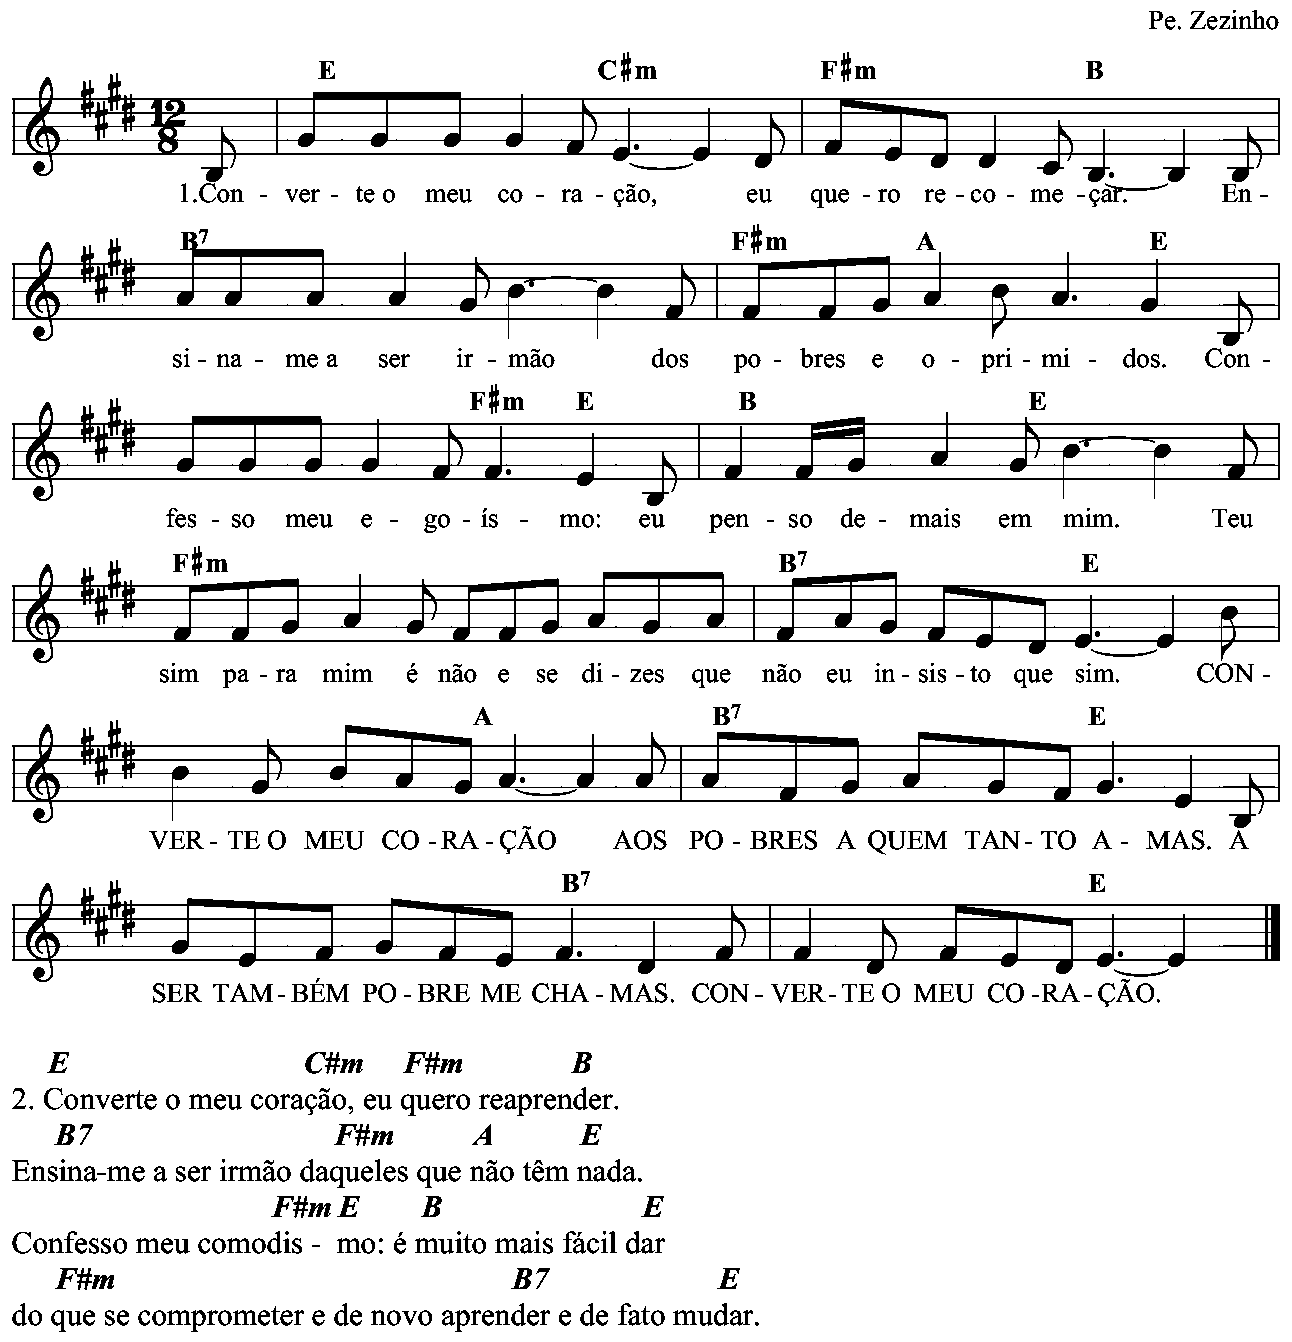 Pe. Zezinho
E C#m F#m B
12
8
1.Con - ver - te o meu co - ra - ção, eu que - ro re - co - me - çar. En -
B7 F#m A E
si - na - me a ser ir - mão dos po - bres e o - pri - mi - dos. Con -
F#m E B E
fes - so meu e - go - ís - mo: eu pen - so de - mais em mim. Teu
F#m B7 E
sim pa - ra mim é não e se di - zes que não eu in - sis - to que sim. CON -
A B7 E
VER - TE O MEU CO - RA - ÇÃO AOS PO - BRES A QUEM TAN - TO A - MAS. A
B7 E
SER TAM - BÉM PO - BRE ME CHA - MAS. CON - VER - TE O MEU CO - RA - ÇÃO.
E C#m F#m B
2. Converte o meu coração, eu quero reaprender.
B7 F#m A E
Ensina-me a ser irmão daqueles que não têm nada.
F#m E B E
Confesso meu comodis - mo: é muito mais fácil dar
F#m B7 E
do que se comprometer e de novo aprender e de fato mudar.